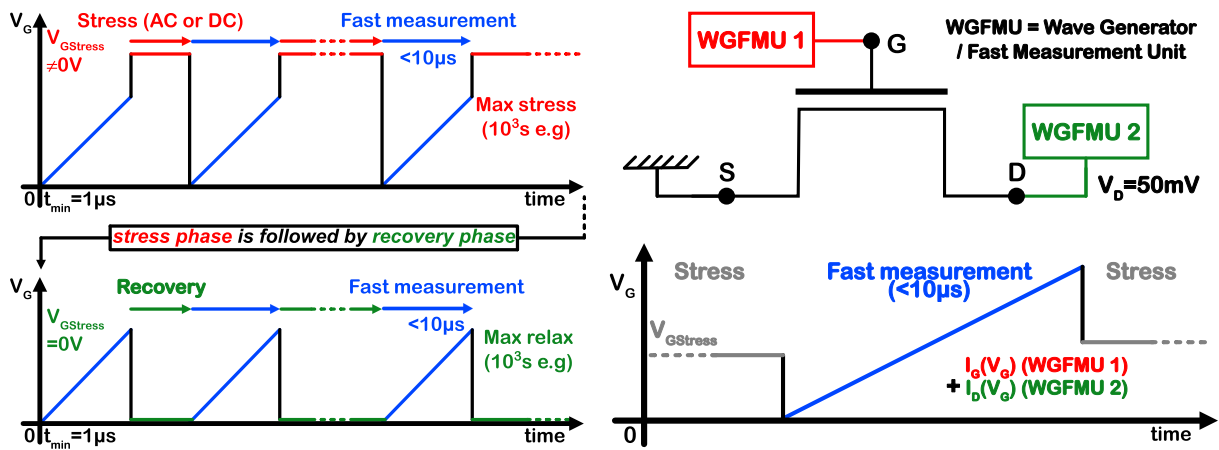 V_G
Stress (AC or DC)
Fast measurement
<10µs
V_GStress
≠0V
Max stress
(10³s e.g)
0
t_min=1µs
time
stress phase is followed by recovery phase
V_G
Recovery
Fast measurement
<10µs
V_GStress
=0V
Max relax
(10³s e.g)
0
t_min=1µs
time
WGFMU 1
G
WGFMU = Wave Generator
/ Fast Measurement Unit
WGFMU 2
S
D
V_D=50mV
V_G
Stress
Fast measurement
(<10µs)
Stress
V_GStress
I_G(V_G) (WGFMU 1)
+ I_D(V_G) (WGFMU 2)
0
time